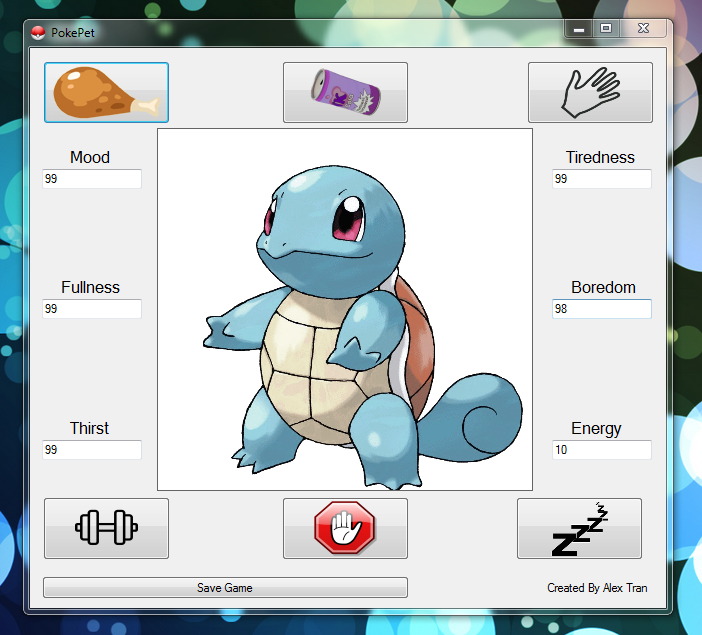 PokePet
Mood
99
Tiredness
99
Fullness
99
Boredom
98
Thirst
99
Energy
10
zzzz
Save Game
Created By Alex Tran